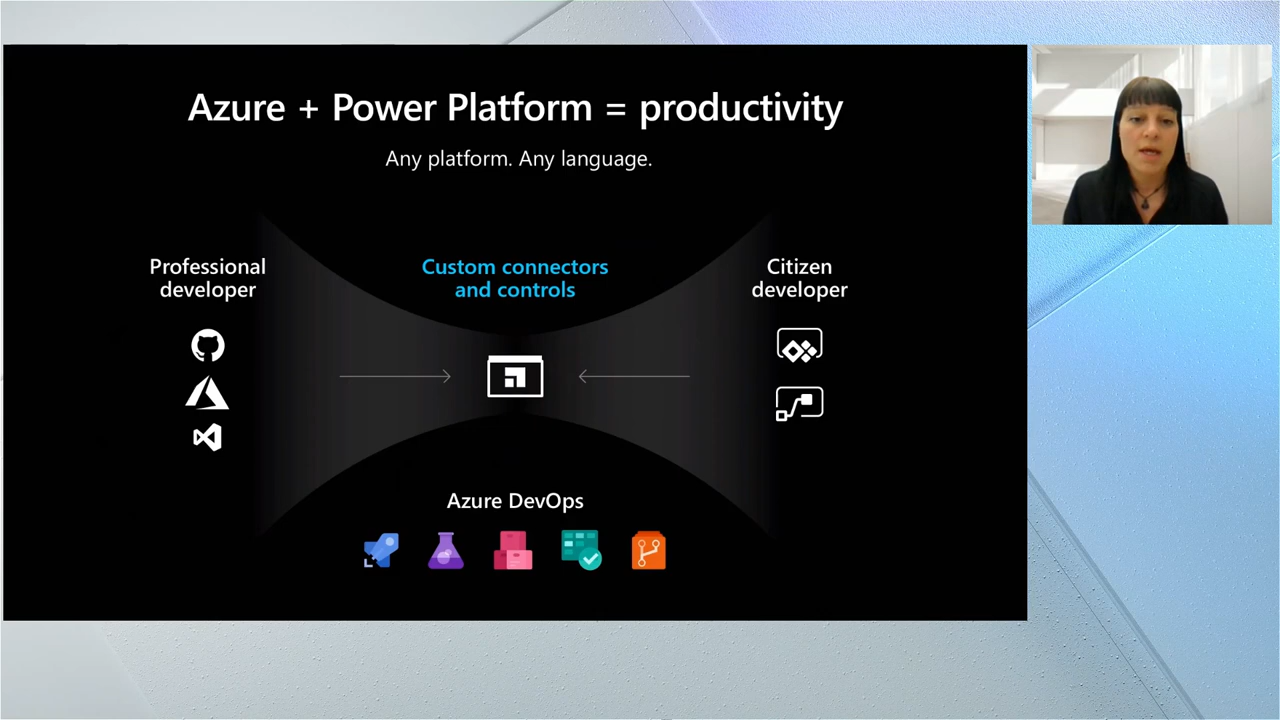 Azure + Power Platform = productivity
Any platform. Any language.
Professional
developer
Custom connectors
and controls
Citizen
developer
Azure DevOps